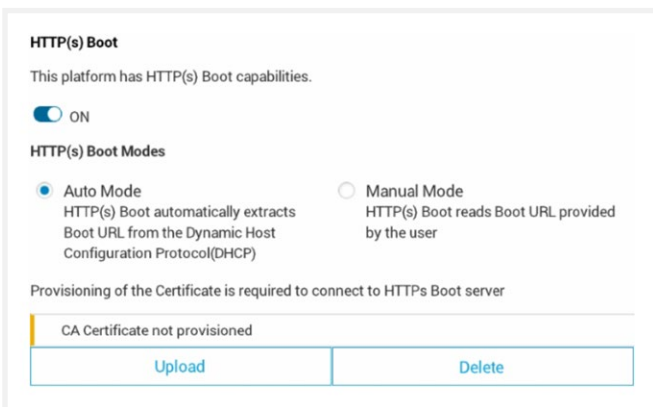 HTTP(s) Boot
This platform has HTTP(s) Boot capabilities.
ON
HTTP(s) Boot Modes
Auto Mode
HTTP(s) Boot automatically extracts
Boot URL from the Dynamic Host
Configuration Protocol(DHCP)
Manual Mode
HTTP(s) Boot reads Boot URL provided
by the user
Provisioning of the Certificate is required to connect to HTTPs Boot server
CA Certificate not provisioned
Upload
Delete